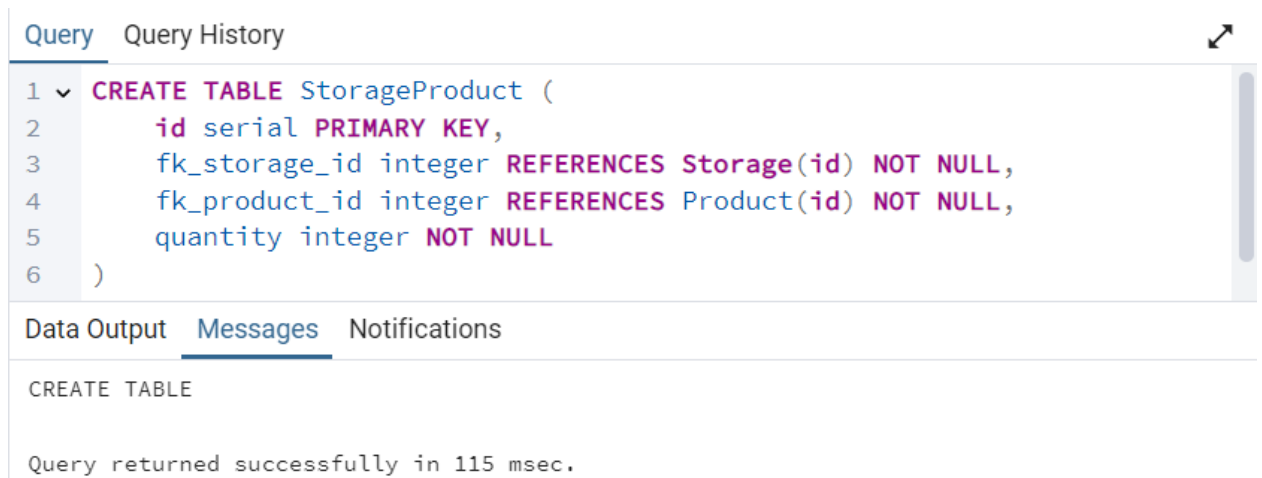 Query Query History
1 CREATE TABLE StorageProduct (
2 id serial PRIMARY KEY,
3 fk_storage_id integer REFERENCES Storage(id) NOT NULL,
4 fk_product_id integer REFERENCES Product(id) NOT NULL,
5 quantity integer NOT NULL
6 )
Data Output Messages Notifications
CREATE TABLE
Query returned successfully in 115 msec.